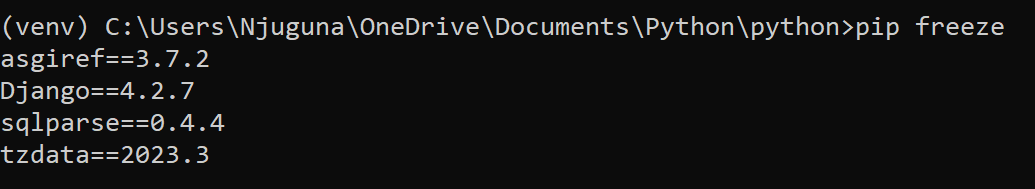 (venv) C:\Users\Njuguna\OneDrive\Documents\Python\python>pip freeze
asgiref==3.7.2
Django==4.2.7
sqlparse==0.4.4
tzdata==2023.3